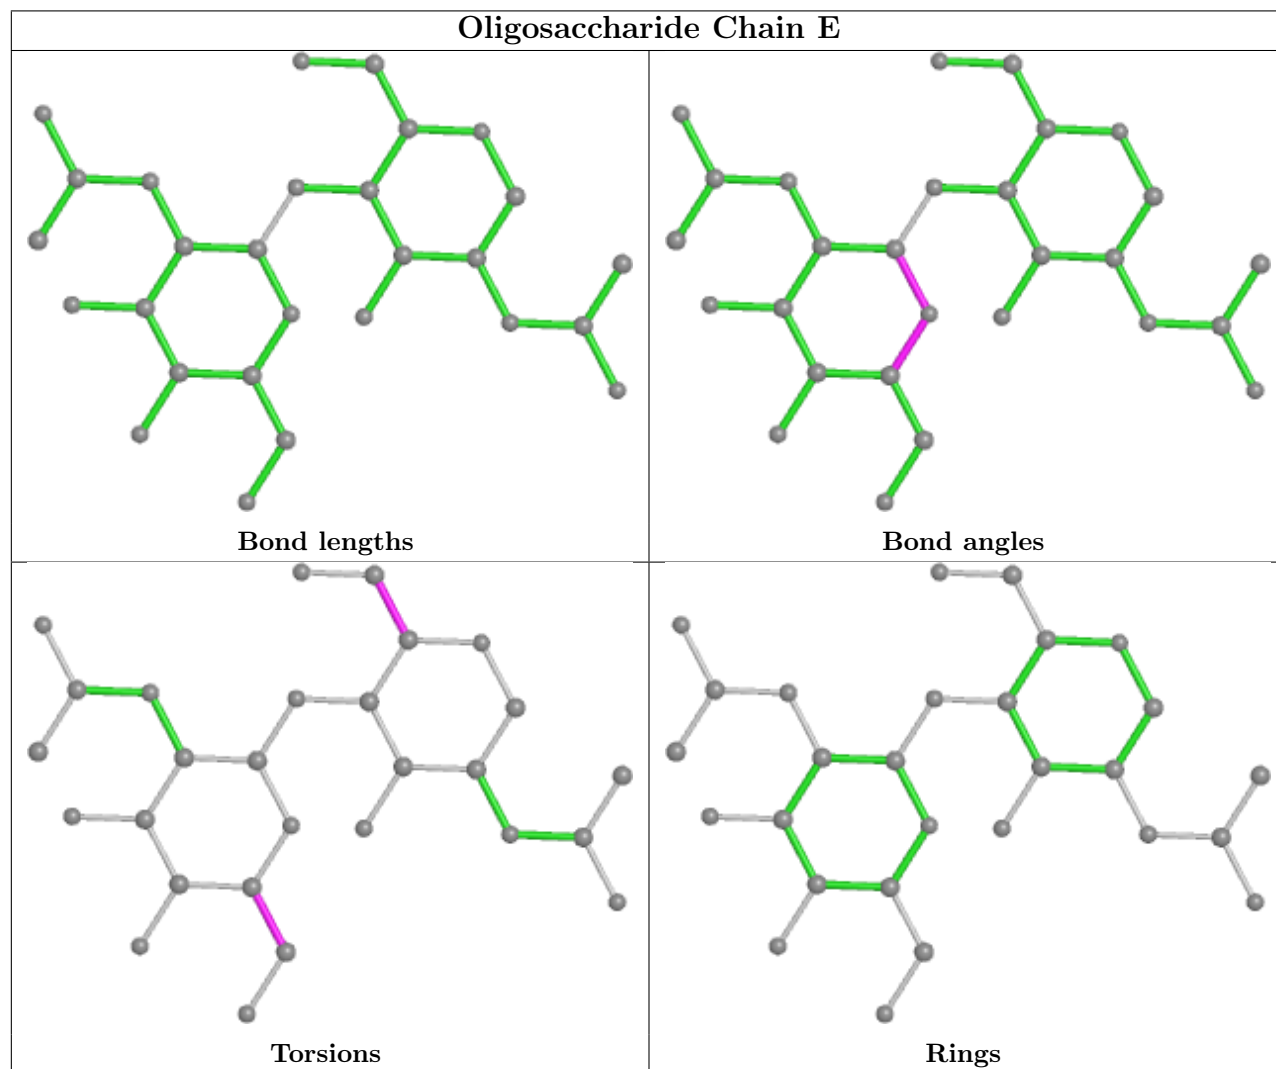 Oligosaccharide Chain E
Bond lengths
Bond angles
Torsions
Rings